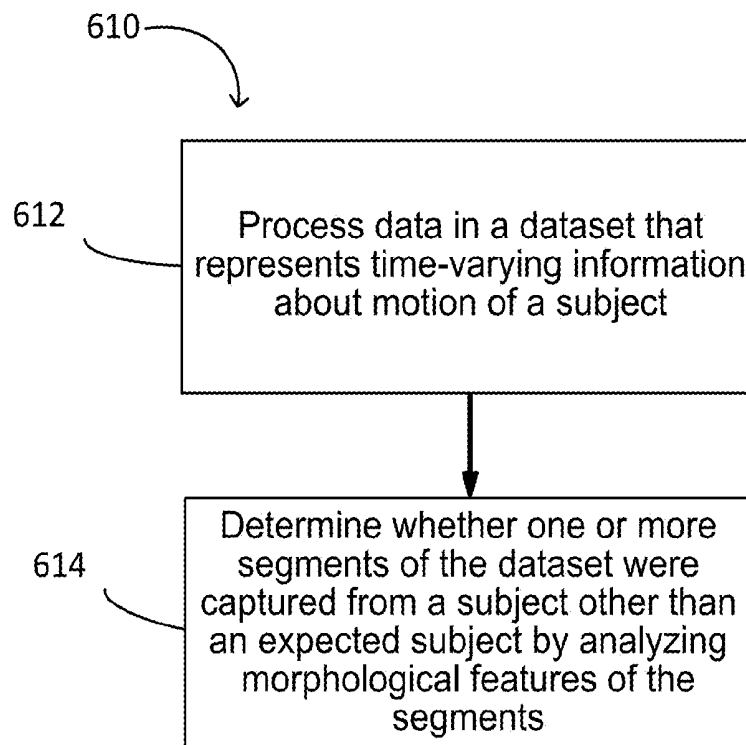 610
612
Process data in a dataset that
represents time-varying information
about motion of a subject
614
Determine whether one or more
segments of the dataset were
captured from a subject other than
an expected subject by analyzing
morphological features of the
segments